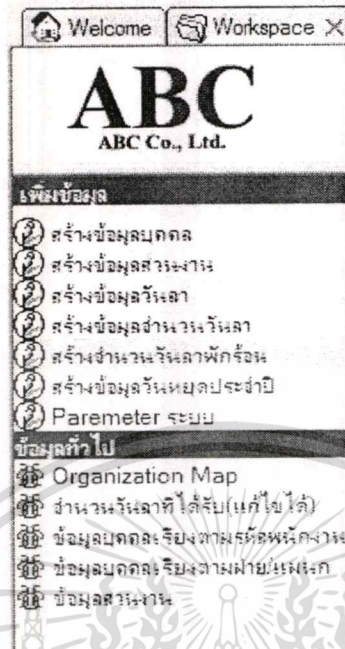 Welcome Workspace
ABC
ABC Co., Ltd.
เพิ่มข้อมูล
สร้างข้อมูลบุคคล
สร้างข้อมูลส่วนงาน
สร้างข้อมูลวันลา
สร้างข้อมูลจำนวนวันลา
สร้างจำนวนวันลาพักร้อน
สร้างข้อมูลวันหยุดประจำปี
Paremeter ระบบ
ข้อมูลทั่วไป
Organization Map
จำนวนวันลาที่ได้รับ(แก้ไขได้)
ข้อมูลบุคคลเรียงตามรหัสพนักงาน
ข้อมูลบุคคลเรียงตามฝ่าย/แผนก
ข้อมูลส่วนงาน